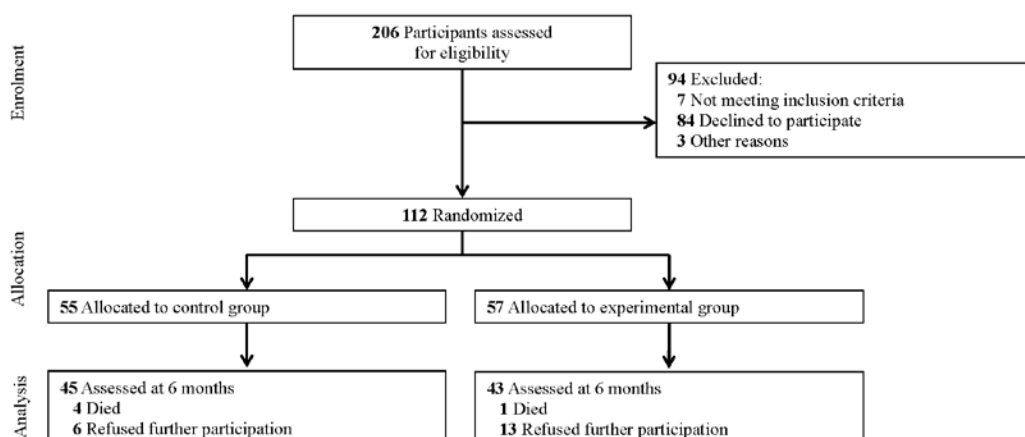 Enrolment
206 Participants assessed
for eligibility
94 Excluded:
7 Not meeting inclusion criteria
84 Declined to participate
3 Other reasons
112 Randomized
Allocation
55 Allocated to control group
57 Allocated to experimental group
Analysis
45 Assessed at 6 months
4 Died
6 Refused further participation
43 Assessed at 6 months
1 Died
13 Refused further participation